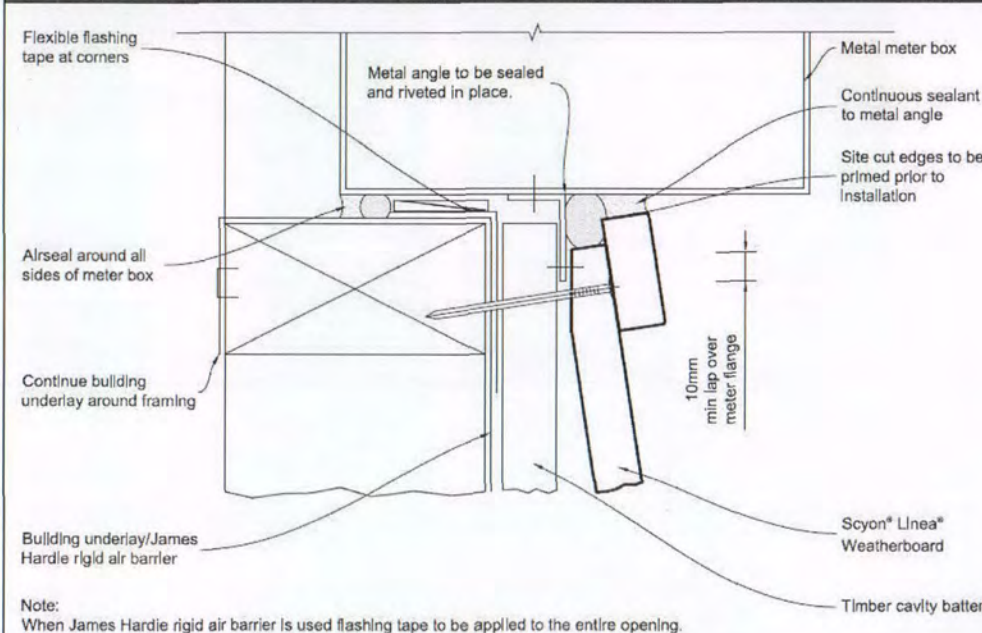 Flexible flashing
tape at corners
Metal angle to be sealed
and riveted in place.
Metal meter box
Continuous sealant
to metal angle
Site cut edges to be
primed prior to
installation
Airseal around all
sides of meter box
10mm
min lap over
meter flange
Continue building
underlay around framing
Building underlay/James
Hardie rigid air barrier
Scyon® Linea®
Weatherboard
Timber cavity batten
Note:
When James Hardie rigid air barrier is used flashing tape to be applied to the entire opening.